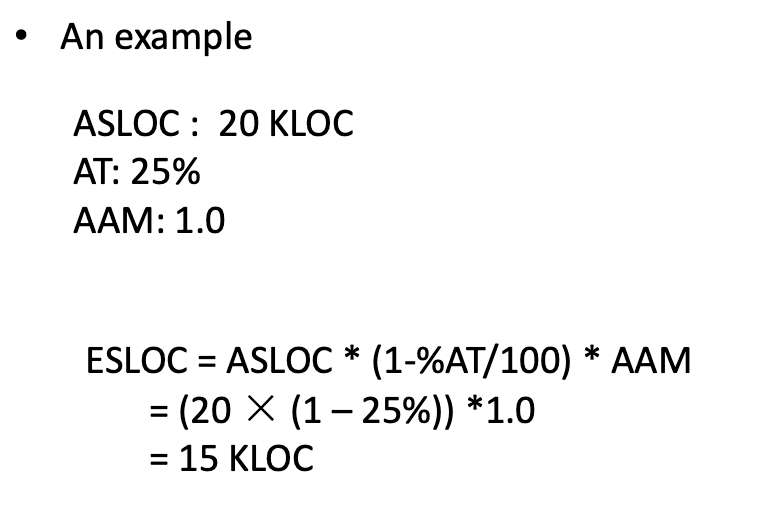 • An example
ASLOC : 20 KLOC
AT: 25%
AAM: 1.0
ESLOC = ASLOC * (1-%AT/100) * AAM
= (20 × (1 – 25%)) *1.0
= 15 KLOC